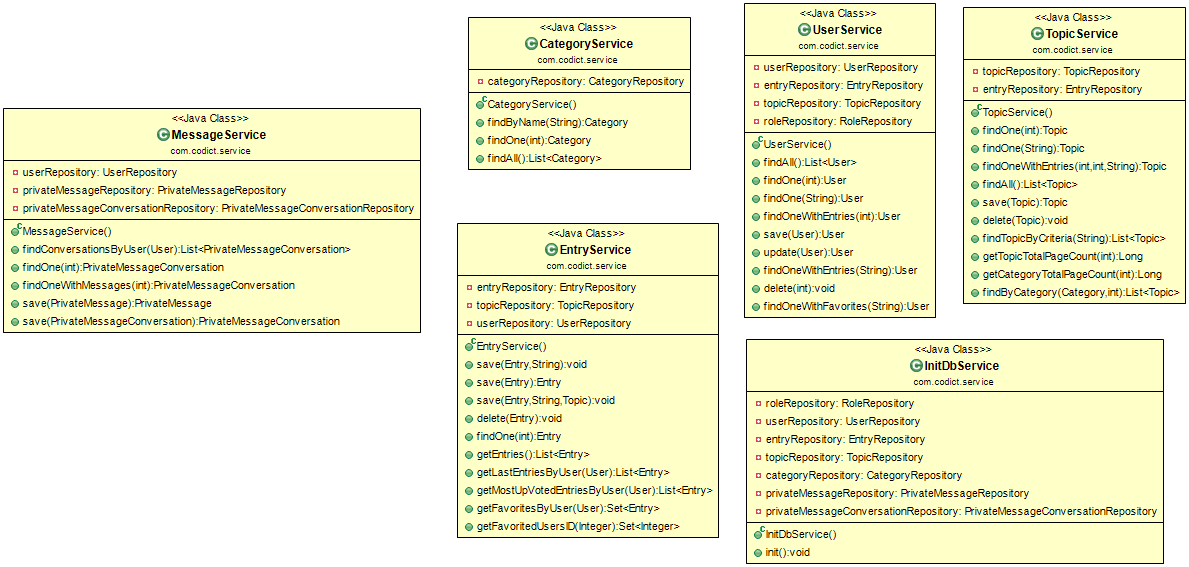 <<Java Class>>
MessageService
com.codict.service
userRepository: UserRepository
privateMessageRepository: PrivateMessageRepository
privateMessageConversationRepository: PrivateMessageConversationRepository
MessageService()
findConversationsByUser(User):List<PrivateMessageConversation>
findOne(int):PrivateMessageConversation
findOneWithMessages(int):PrivateMessageConversation
save(PrivateMessage):PrivateMessage
save(PrivateMessageConversation):PrivateMessageConversation
<<Java Class>>
CategoryService
com.codict.service
categoryRepository: CategoryRepository
CategoryService()
findByName(String):Category
findOne(int):Category
findAll():List<Category>
<<Java Class>>
EntryService
com.codict.service
entryRepository: EntryRepository
topicRepository: TopicRepository
userRepository: UserRepository
EntryService()
save(Entry,String):void
save(Entry):Entry
save(Entry,String,Topic):void
delete(Entry):void
findOne(int):Entry
getEntries():List<Entry>
getLastEntriesByUser(User):List<Entry>
getMostUpVotedEntriesByUser(User):List<Entry>
getFavoritesByUser(User):Set<Entry>
getFavoritedUsersID(Integer):Set<Integer>
<<Java Class>>
UserService
com.codict.service
userRepository: UserRepository
entryRepository: EntryRepository
topicRepository: TopicRepository
roleRepository: RoleRepository
UserService()
findAll():List<User>
findOne(int):User
findOne(String):User
findOneWithEntries(int):User
save(User):User
update(User):User
findOneWithEntries(String):User
delete(int):void
findOneWithFavorites(String):User
<<Java Class>>
TopicService
com.codict.service
topicRepository: TopicRepository
entryRepository: EntryRepository
TopicService()
findOne(int):Topic
findOne(String):Topic
findOneWithEntries(int,int,String):Topic
findAll():List<Topic>
save(Topic):Topic
delete(Topic):void
findTopicByCriteria(String):List<Topic>
getTopicTotalPageCount(int):Long
getCategoryTotalPageCount(int):Long
findByCategory(Category,int):List<Topic>
<<Java Class>>
InitDbService
com.codict.service
roleRepository: RoleRepository
userRepository: UserRepository
entryRepository: EntryRepository
topicRepository: TopicRepository
categoryRepository: CategoryRepository
privateMessageRepository: PrivateMessageRepository
privateMessageConversationRepository: PrivateMessageConversationRepository
InitDbService()
init():void